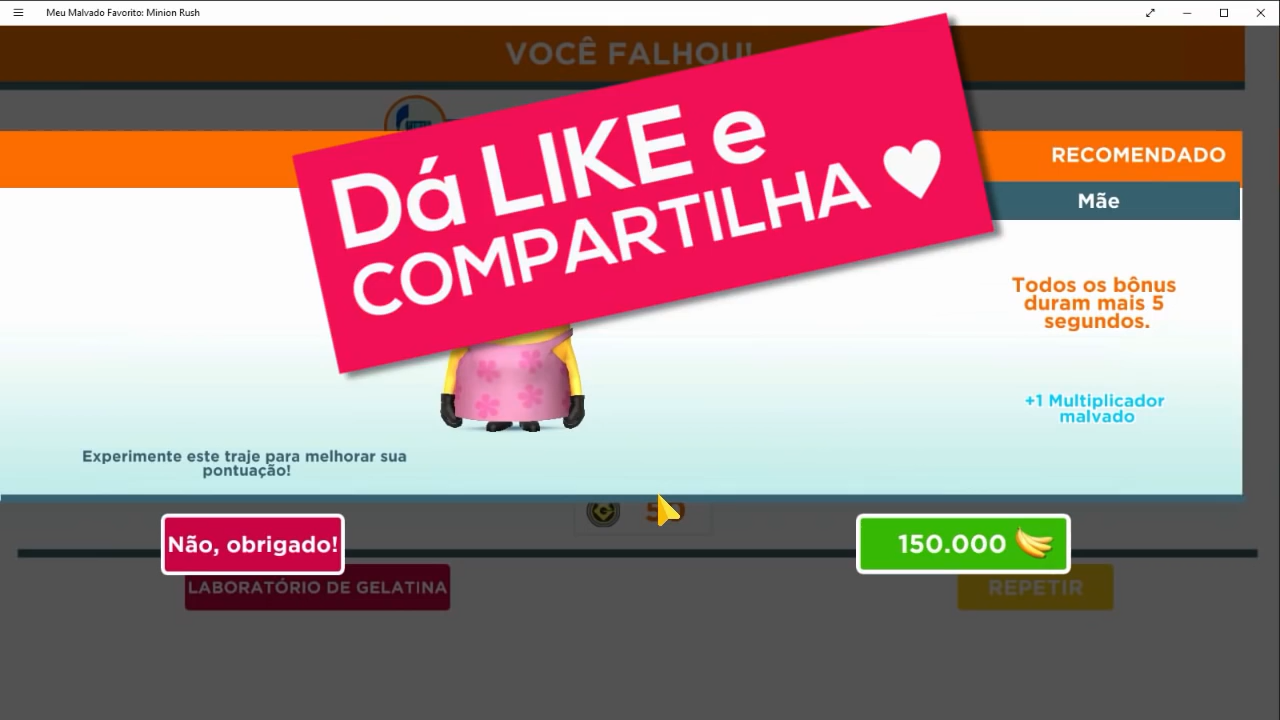 Meu Malvado Favorito: Minion Rush
VOCÊ FALHOU!
Dá LIKE e
COMPARTILHA
RECOMENDADO
Mãe
Todos os bônus
duram mais 5
segundos.
+1 Multiplicador
malvado
Experimente este traje para melhorar sua
pontuação!
Não, obrigado!
150.000
LABORATÓRIO DE GELATINA
REPETIR